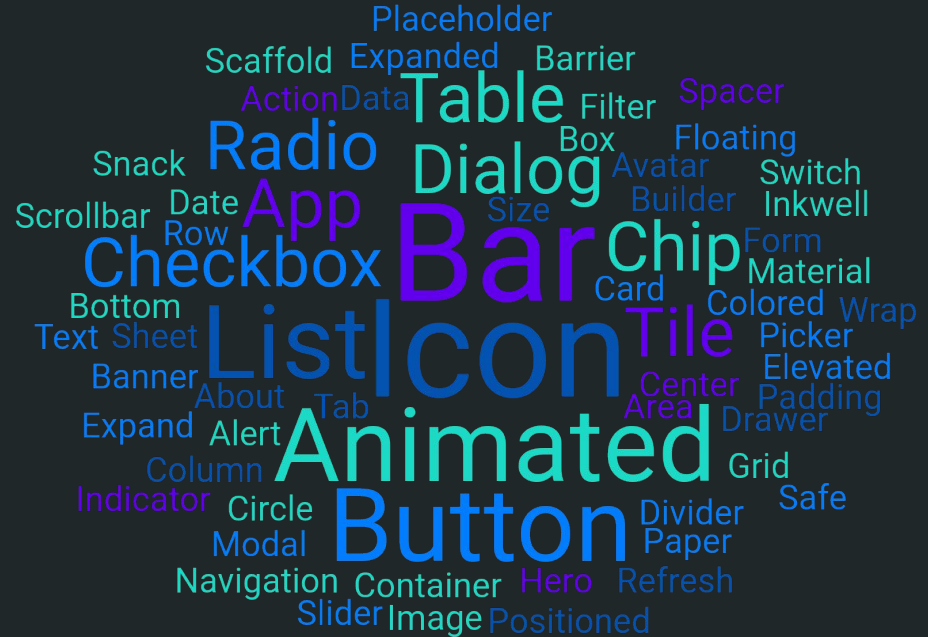 Placeholder
Scaffold Expanded Barrier
Action Data Table Filter Spacer
Radio Box Floating
Snack Dialog Avatar Switch
Scrollbar Date App Size Builder Inkwell
Row Bar Chip Form
Checkbox Card Material
Bottom List Icon Colored Wrap
Text Sheet Tile Picker
Banner Center Elevated
About Tab Area Padding
Expand Alert Animated Drawer
Column Grid
Indicator Circle Button Divider Safe
Modal Paper
Navigation Container Hero Refresh
Slider Image Positioned